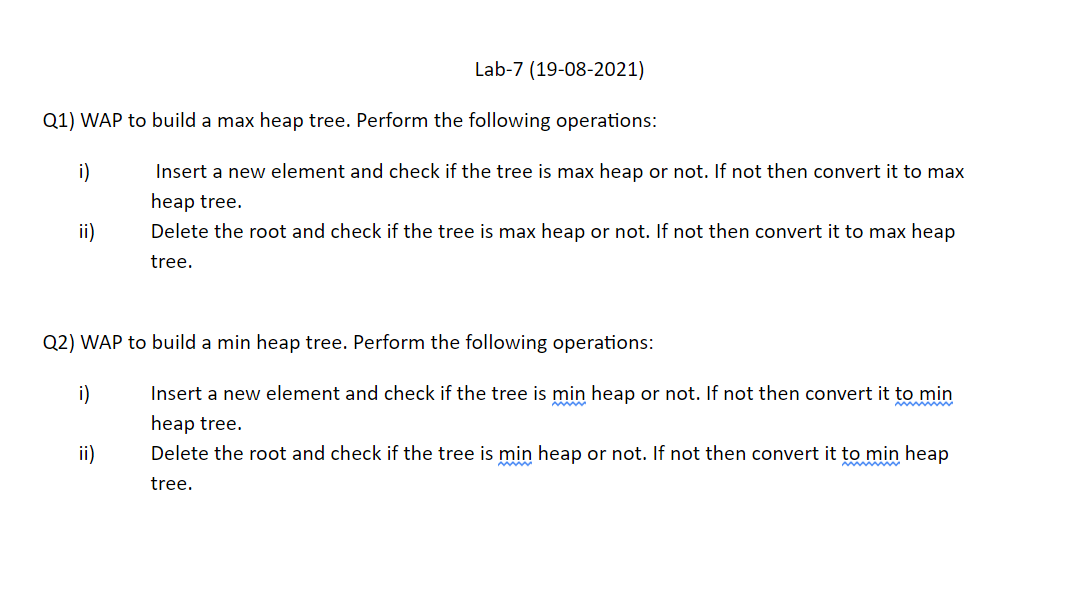 Lab-7 (19-08-2021)
Q1) WAP to build a max heap tree. Perform the following operations:
i) Insert a new element and check if the tree is max heap or not. If not then convert it to max
heap tree.
ii) Delete the root and check if the tree is max heap or not. If not then convert it to max heap
tree.
Q2) WAP to build a min heap tree. Perform the following operations:
i) Insert a new element and check if the tree is min heap or not. If not then convert it to min
heap tree.
ii) Delete the root and check if the tree is min heap or not. If not then convert it to min heap
tree.